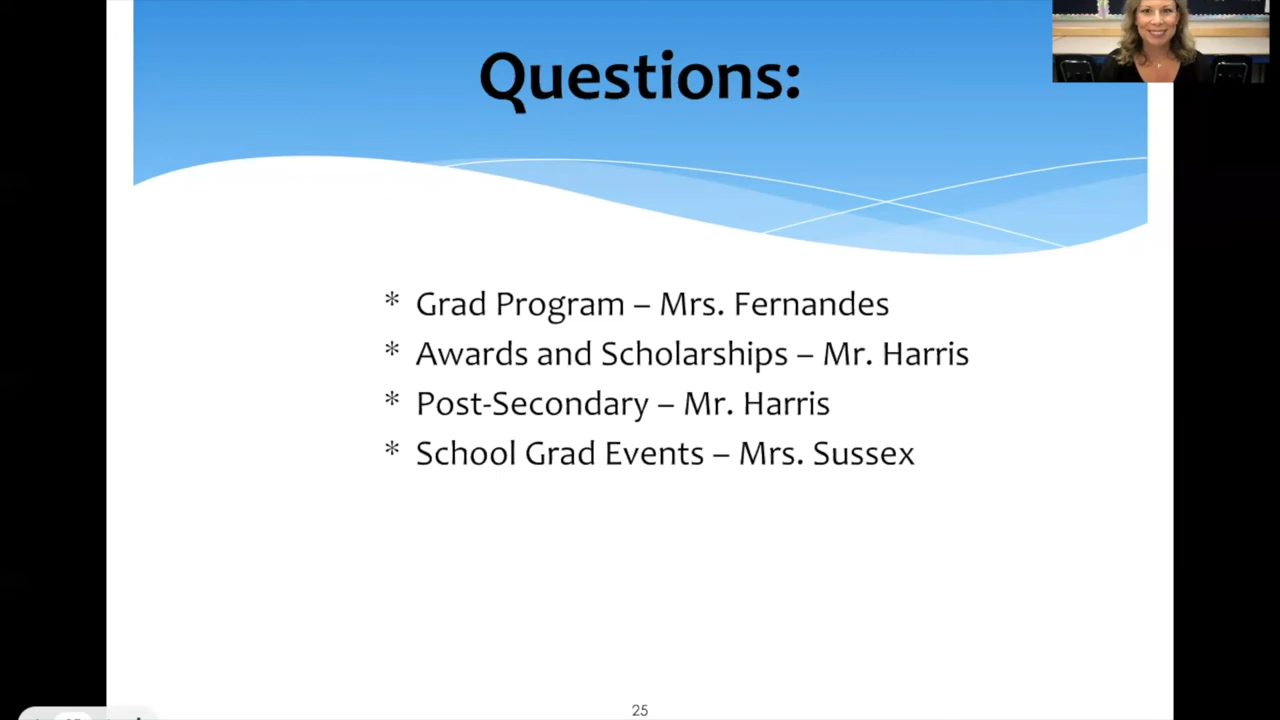 Questions:
* Grad Program – Mrs. Fernandes
* Awards and Scholarships – Mr. Harris
* Post-Secondary – Mr. Harris
* School Grad Events – Mrs. Sussex
25